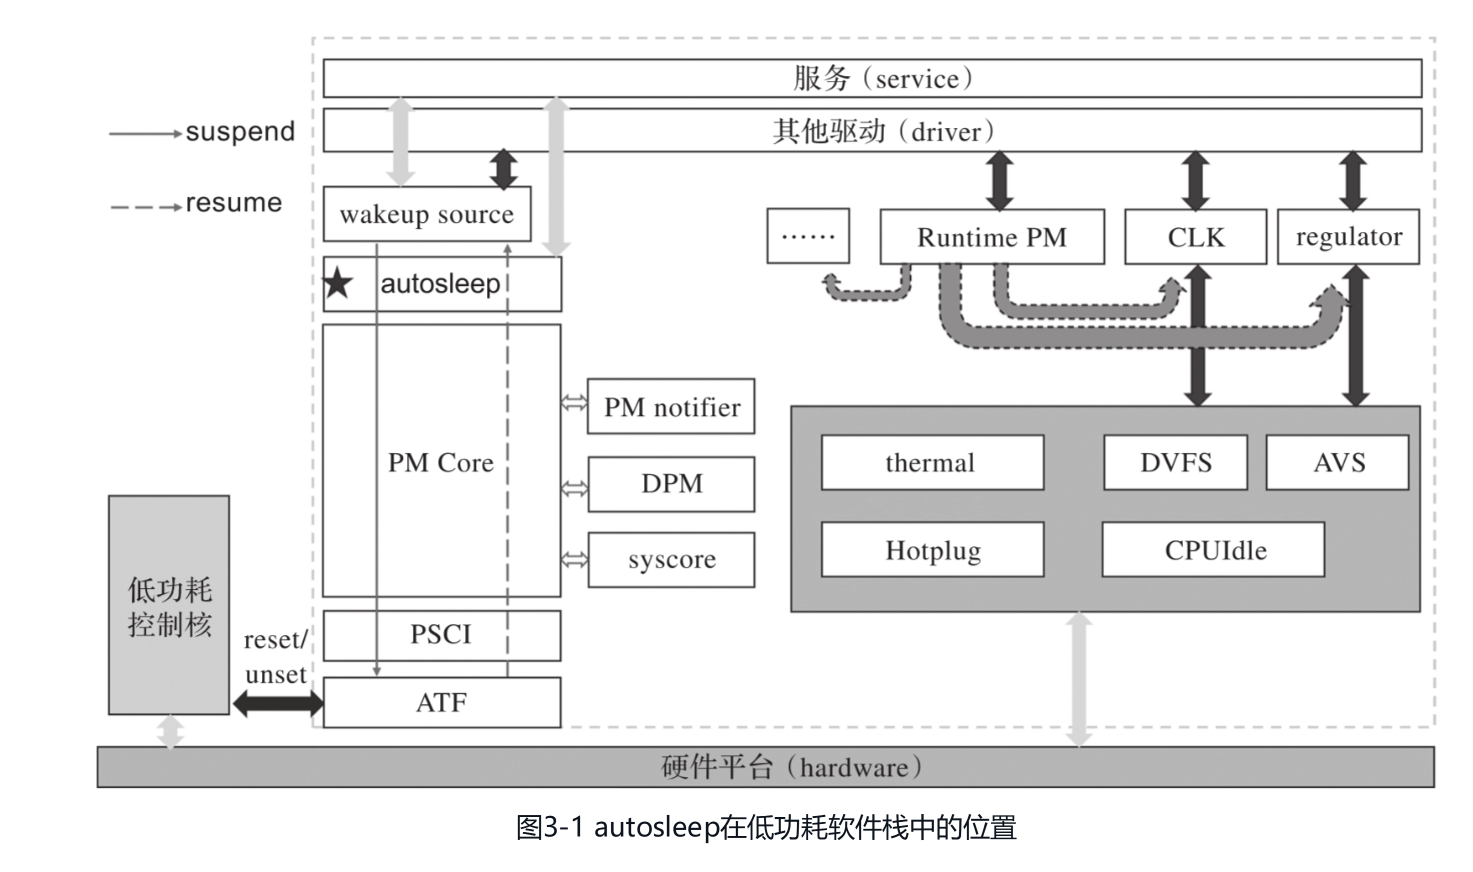 服务（service）
其他驱动（driver）
suspend
resume
wakeup source
……
Runtime PM
CLK
regulator
★ autosleep
PM Core
PM notifier
DPM
syscore
thermal
DVFS
AVS
Hotplug
CPUIdle
低功耗
控制核
reset/
unset
PSCI
ATF
硬件平台（hardware）
图3-1 autosleep在低功耗软件栈中的位置